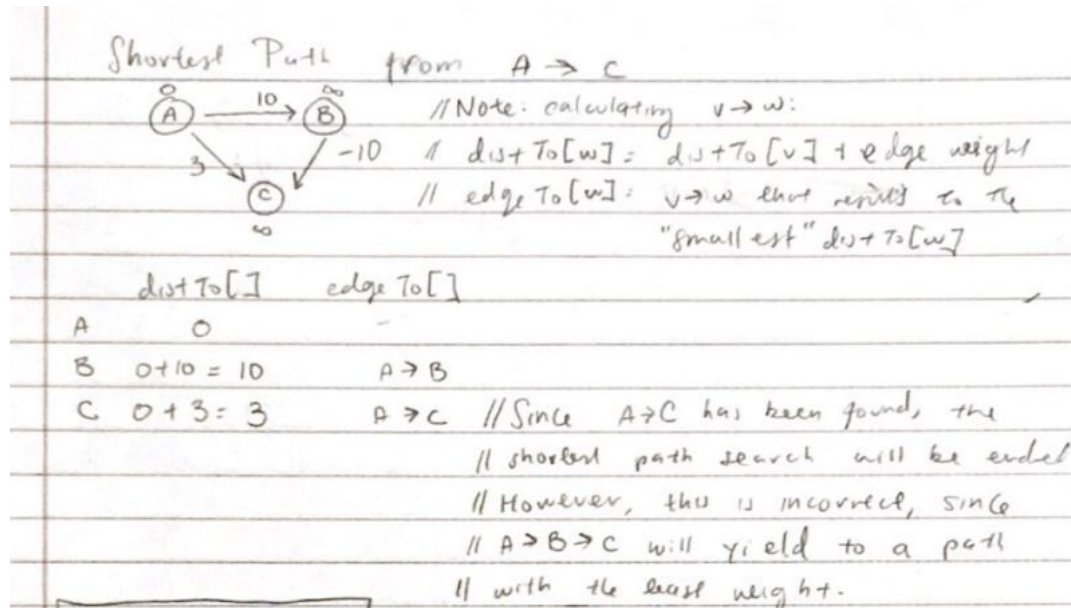 Shortest Path from A → C
0 10 ∞
A B
// Note: calculating v → w:
3 -10
// distTo[w]: distTo[v] + edge weight
C
// edgeTo[w]: v→w that results to the
∞
"smallest" distTo[w]
distTo[] edgeTo[]
A 0 -
B 0+10 = 10 A → B
C 0+3 = 3 A → C // Since A→C has been found, the
// shortest path search will be ended
// However, this is incorrect, since
// A→B→C will yield to a path
// with the least weight.